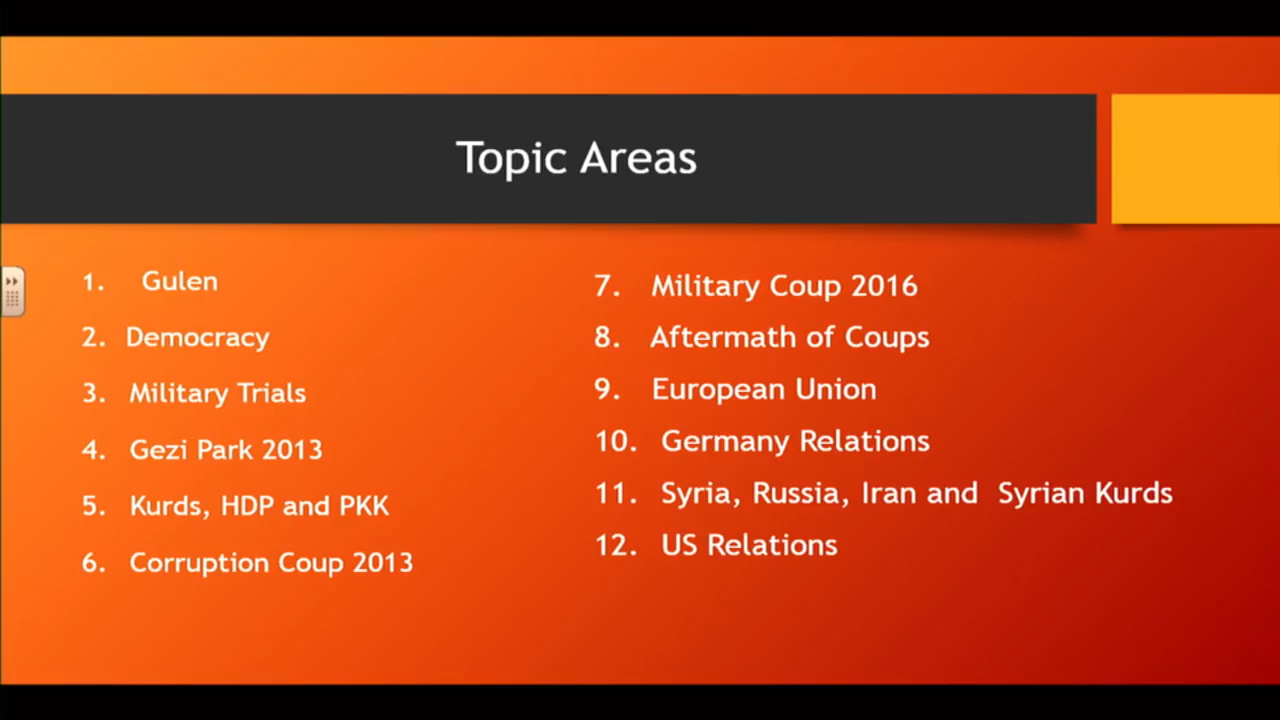 Topic Areas
1. Gulen
2. Democracy
3. Military Trials
4. Gezi Park 2013
5. Kurds, HDP and PKK
6. Corruption Coup 2013
7. Military Coup 2016
8. Aftermath of Coups
9. European Union
10. Germany Relations
11. Syria, Russia, Iran and Syrian Kurds
12. US Relations